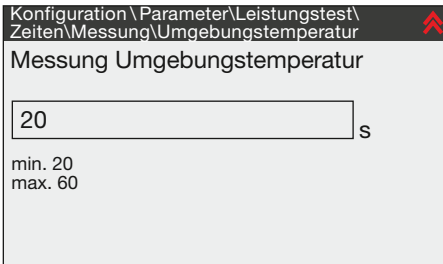 Konfiguration\Parameter\Leistungstest\
Zeiten\Messung\Umgebungstemperatur
Messung Umgebungstemperatur
20
s
min. 20
max. 60